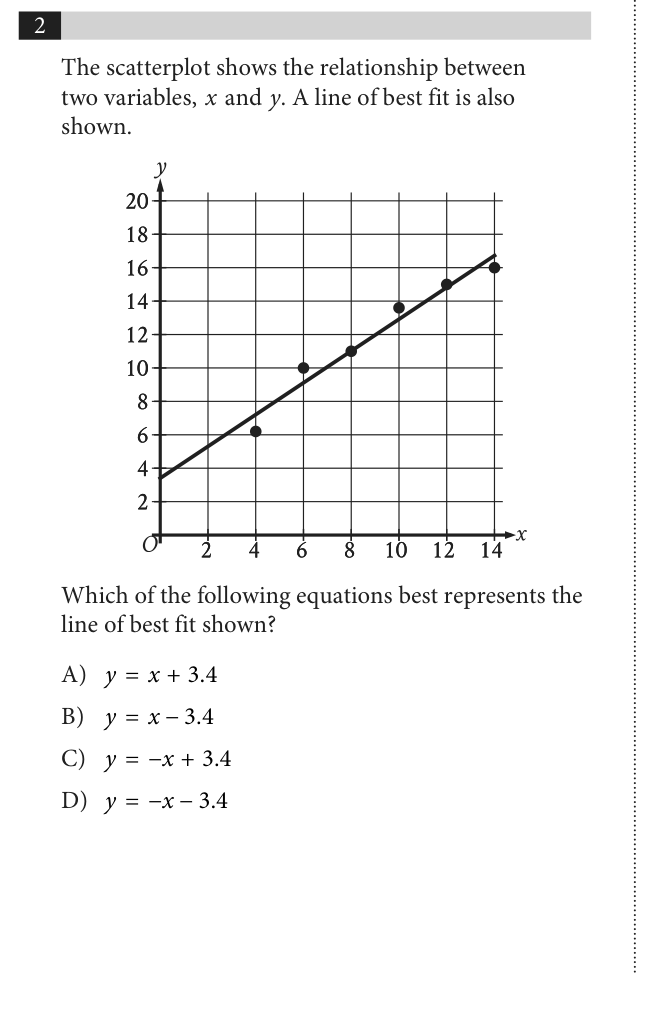 2
The scatterplot shows the relationship between
two variables, x and y. A line of best fit is also
shown.
y
20
18
16
14
12
10
8
6
4
2
O
2 4 6 8 10 12 14
x
Which of the following equations best represents the
line of best fit shown?
A) y = x + 3.4
B) y = x − 3.4
C) y = −x + 3.4
D) y = −x − 3.4